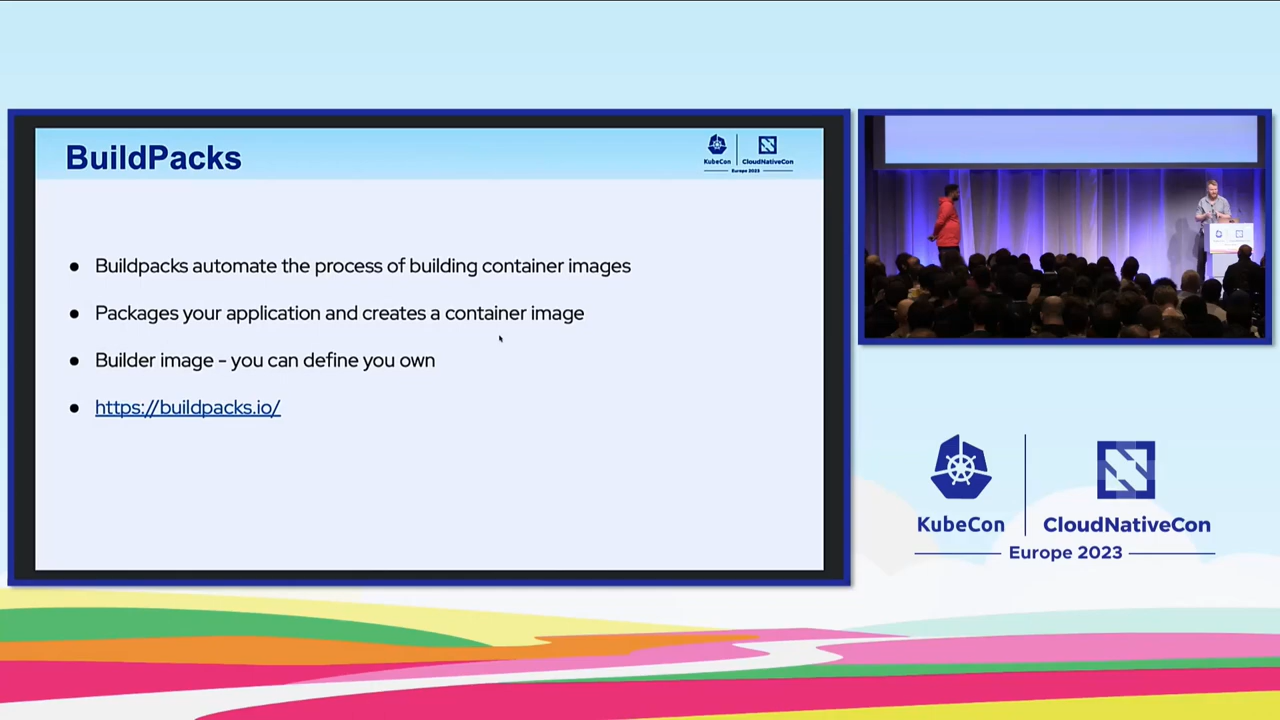 BuildPacks
KubeCon
CloudNativeCon
Europe 2023
Buildpacks automate the process of building container images
Packages your application and creates a container image
Builder image - you can define you own
https://buildpacks.io/
KubeCon
CloudNativeCon
Europe 2023